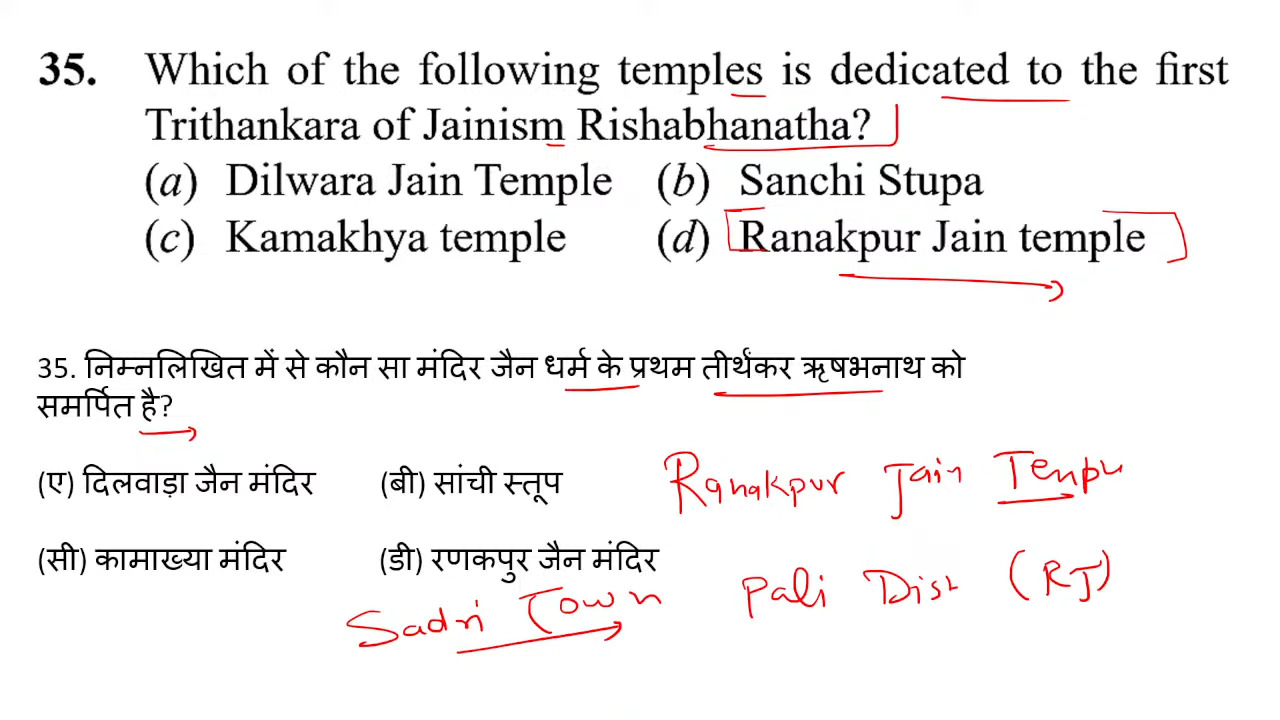 35. Which of the following temples is dedicated to the first
Trithankara of Jainism Rishabhanatha?
(a) Dilwara Jain Temple (b) Sanchi Stupa
(c) Kamakhya temple (d) Ranakpur Jain temple
35. निम्नलिखित में से कौन सा मंदिर जैन धर्म के प्रथम तीर्थंकर ऋषभनाथ को
समर्पित है?
(ए) दिलवाड़ा जैन मंदिर (बी) सांची स्तूप
Ranakpur Jain
(सी) कामाख्या मंदिर (डी) रणकपुर जैन मंदिर
Sadri Town Pali Dist (RJ)